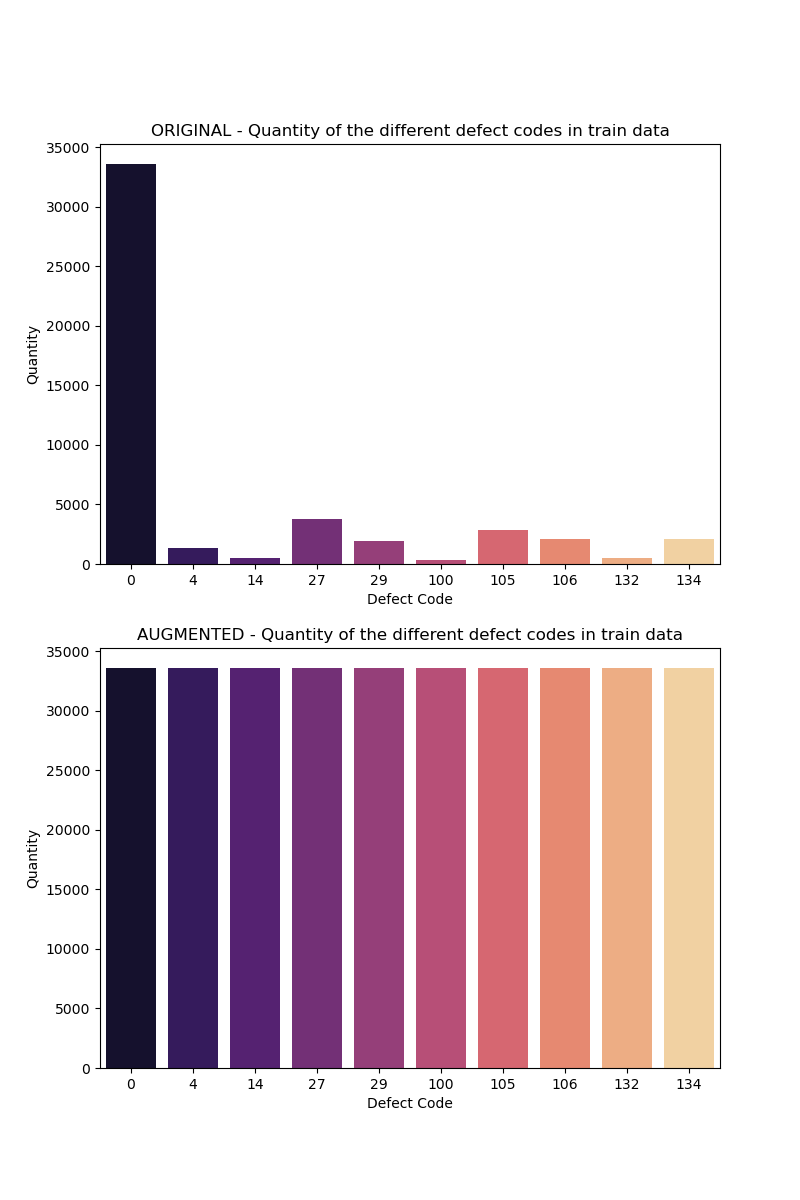 ORIGINAL - Quantity of the different defect codes in train data
35000
30000
25000
20000
15000
10000
5000
0
Quantity
0 4 14 27 29 100 105 106 132 134
Defect Code
AUGMENTED - Quantity of the different defect codes in train data
35000
30000
25000
20000
15000
10000
5000
0
Quantity
0 4 14 27 29 100 105 106 132 134
Defect Code